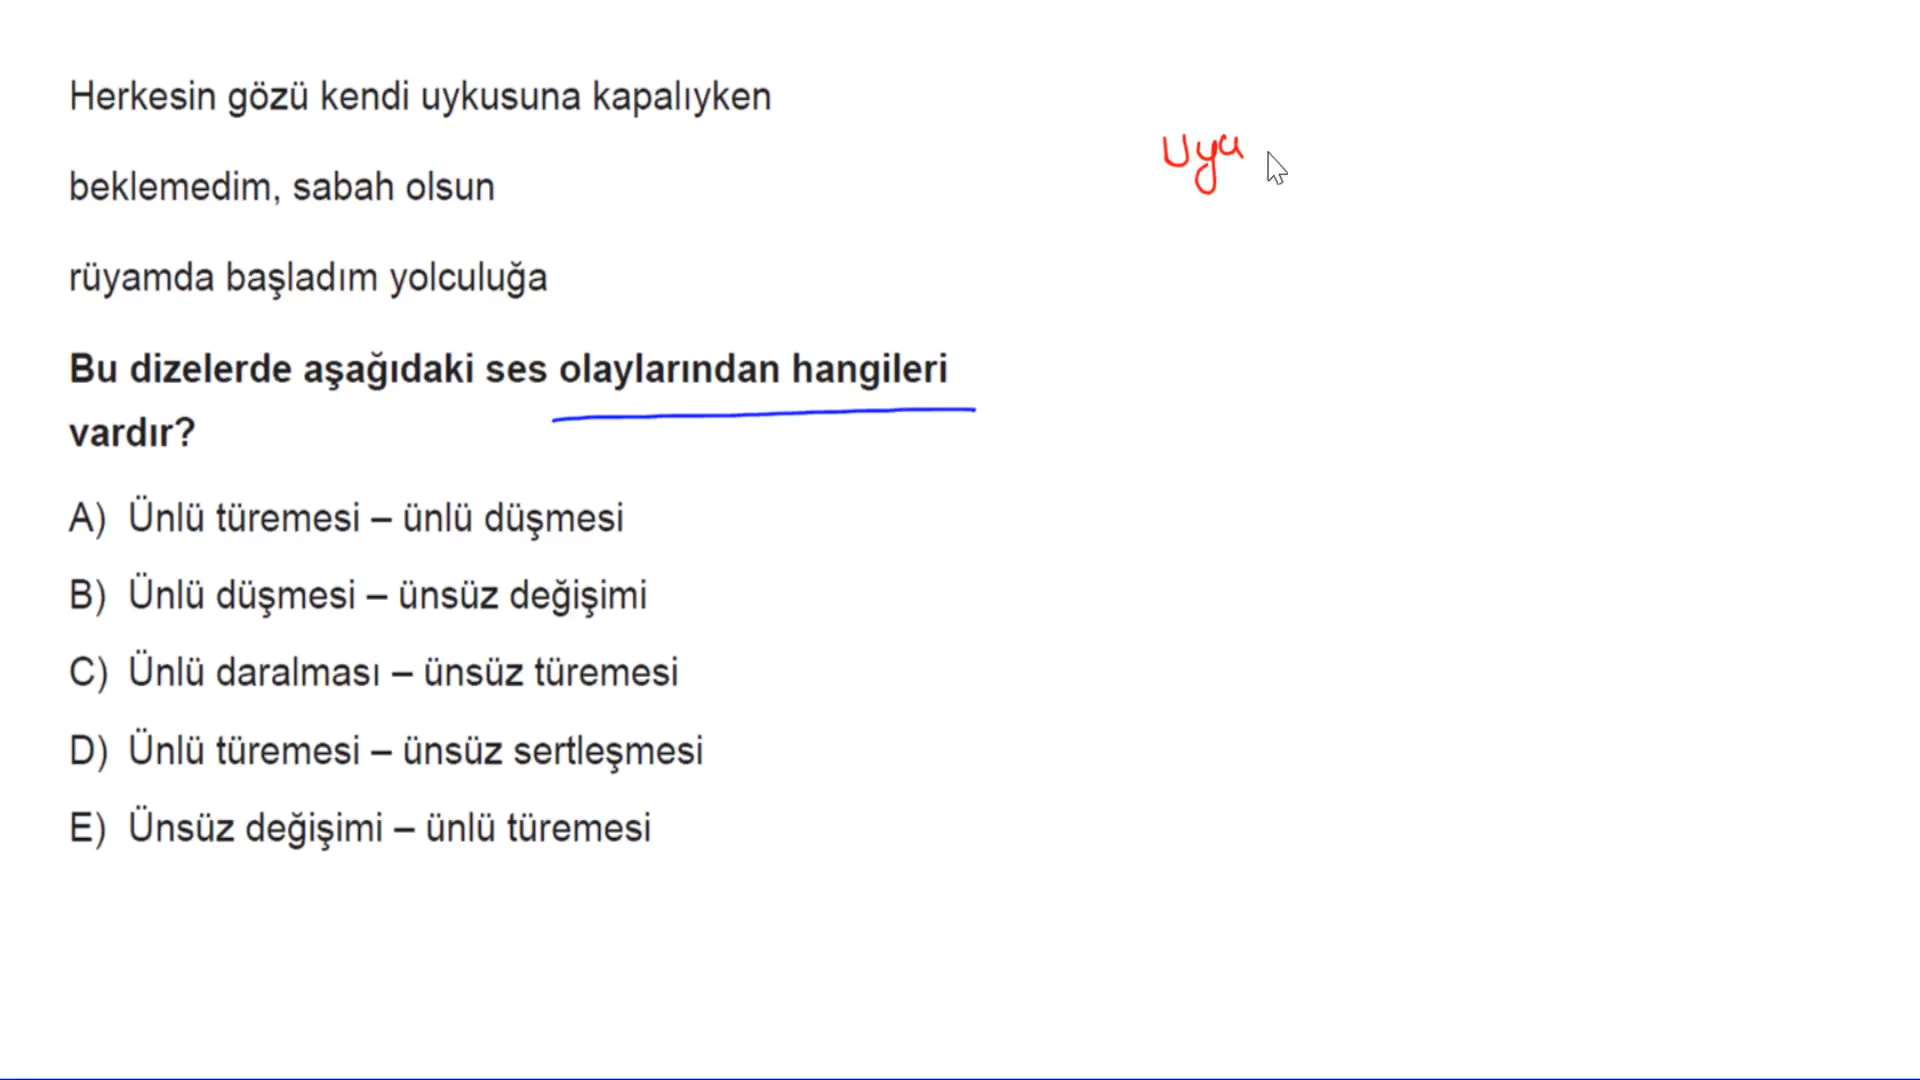 Herkesin gözü kendi uykusuna kapalıyken
uyu
beklemedim, sabah olsun
rüyamda başladım yolculuğa
Bu dizelerde aşağıdaki ses olaylarından hangileri
vardır?
A) Ünlü türemesi – ünlü düşmesi
B) Ünlü düşmesi – ünsüz değişimi
C) Ünlü daralması – ünsüz türemesi
D) Ünlü türemesi – ünsüz sertleşmesi
E) Ünsüz değişimi – ünlü türemesi